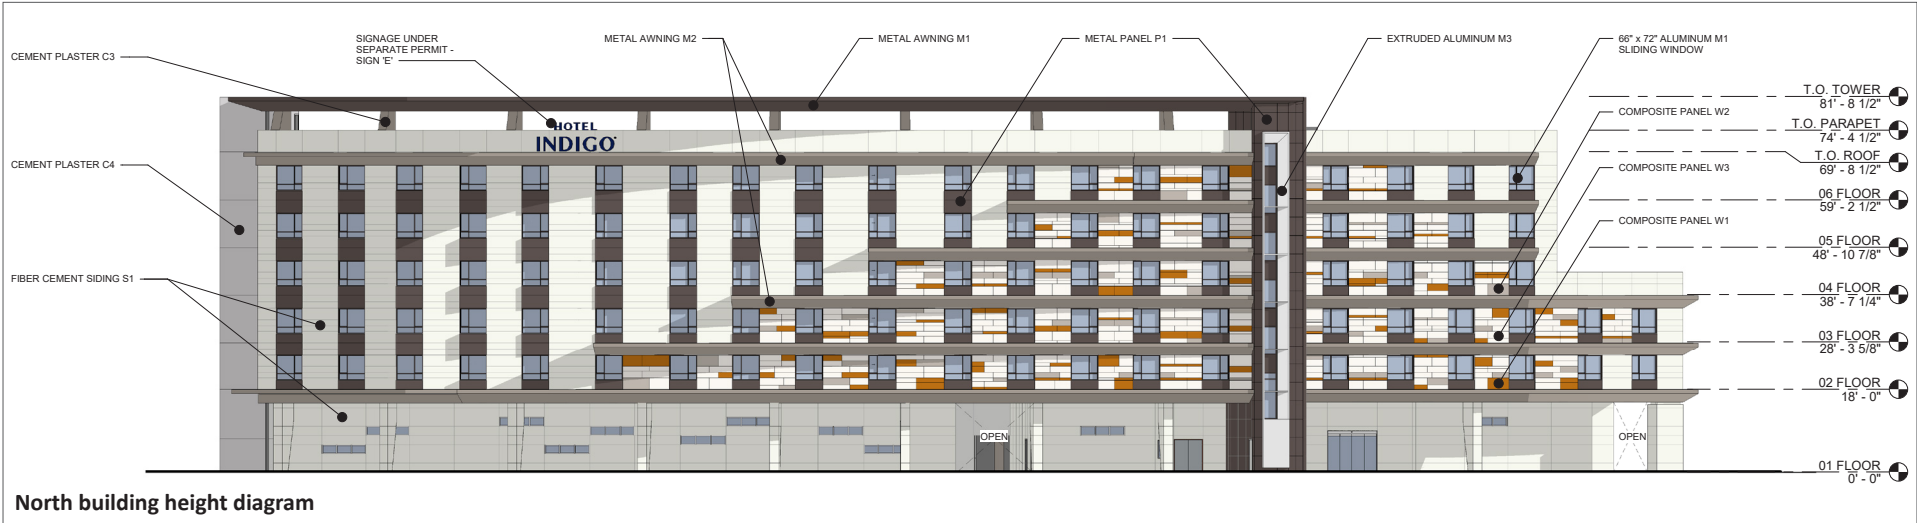 CEMENT PLASTER C3
SIGNAGE UNDER
SEPARATE PERMIT -
SIGN 'E'
METAL AWNING M2
METAL AWNING M1
METAL PANEL P1
EXTRUDED ALUMINUM M3
66" x 72" ALUMINUM M1
SLIDING WINDOW
T.O. TOWER
81' - 8 1/2"
COMPOSITE PANEL W2
T.O. PARAPET
74' - 4 1/2"
HOTEL
INDIGO
CEMENT PLASTER C4
T.O. ROOF
69' - 8 1/2"
COMPOSITE PANEL W3
06 FLOOR
59' - 2 1/2"
COMPOSITE PANEL W1
05 FLOOR
48' - 10 7/8"
FIBER CEMENT SIDING S1
04 FLOOR
38' - 7 1/4"
03 FLOOR
28' - 3 5/8"
02 FLOOR
18' - 0"
OPEN
OPEN
01 FLOOR
0' - 0"
North building height diagram